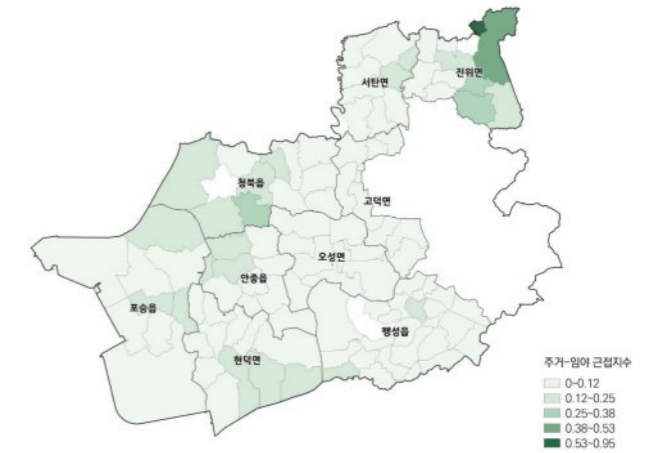 서탄면
진위면
청북읍
고덕면
오성면
안중읍
포승읍
팽성읍
현덕면
주거-임야 근접지수
0~0.12
0.12~0.25
0.25~0.38
0.38~0.53
0.53~0.95